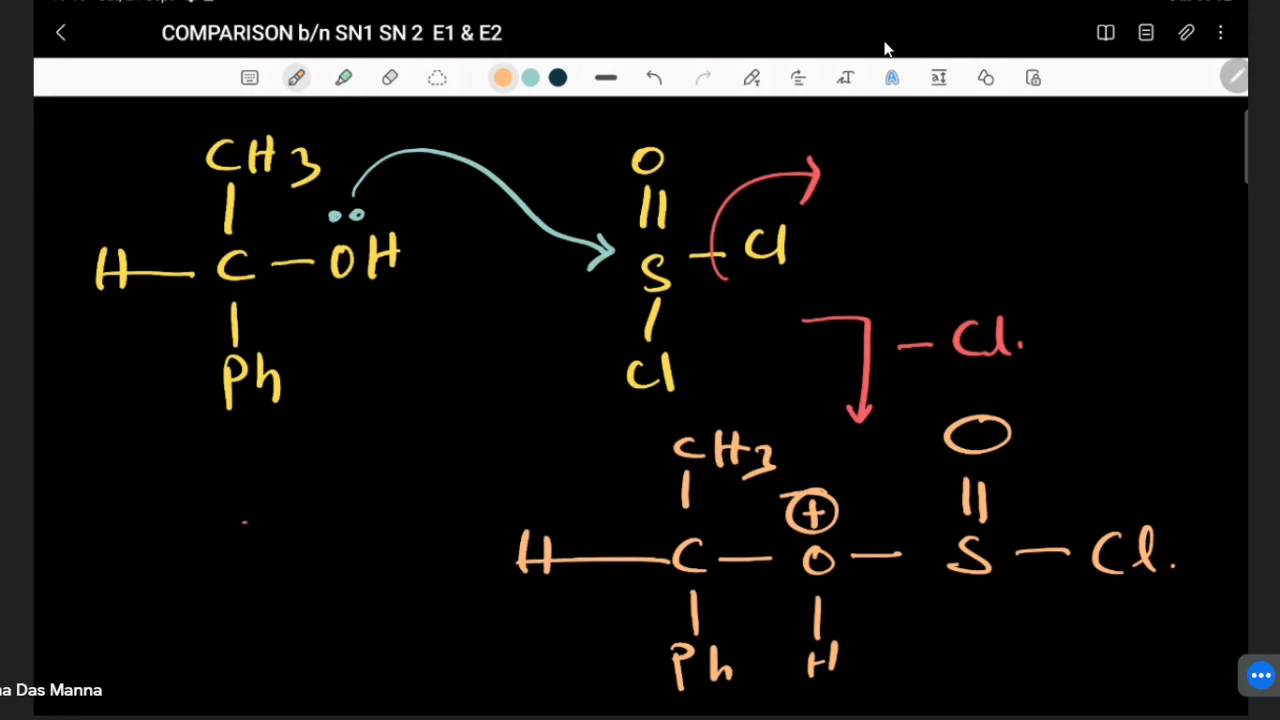 COMPARISON b/n SN1 SN 2 E1 & E2
CH3
H — C — OH
Ph
O
S — Cl
Cl
— Cl.
CH3
H — C — O — S — Cl.
⊕
O
Ph
H
a Das Manna